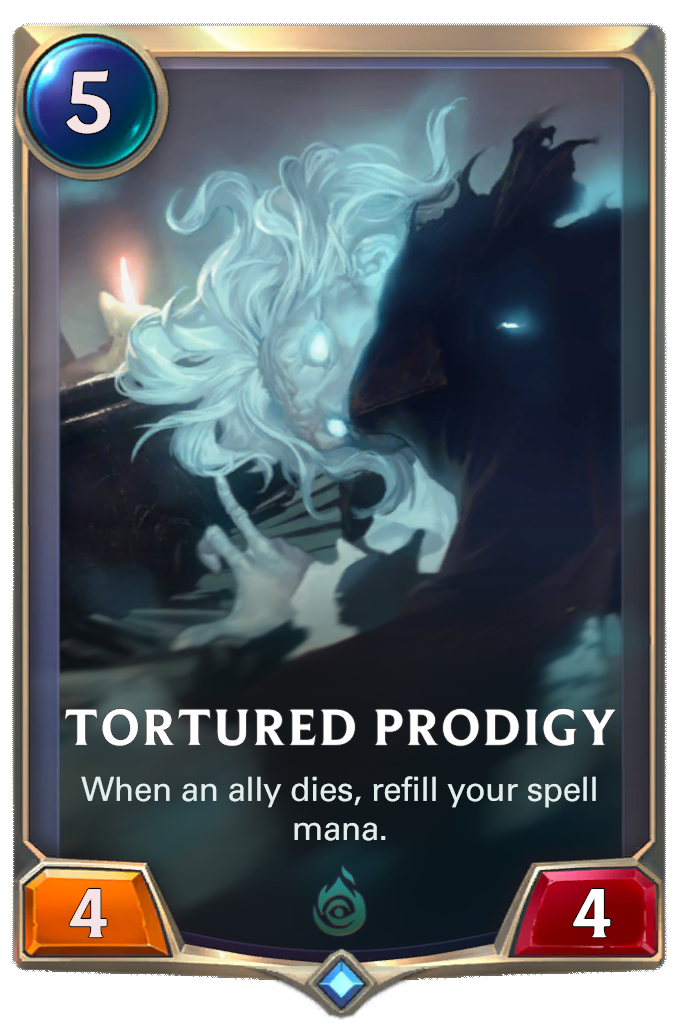 5
TORTURED PRODIGY
When an ally dies, refill your spell
mana.
4
4